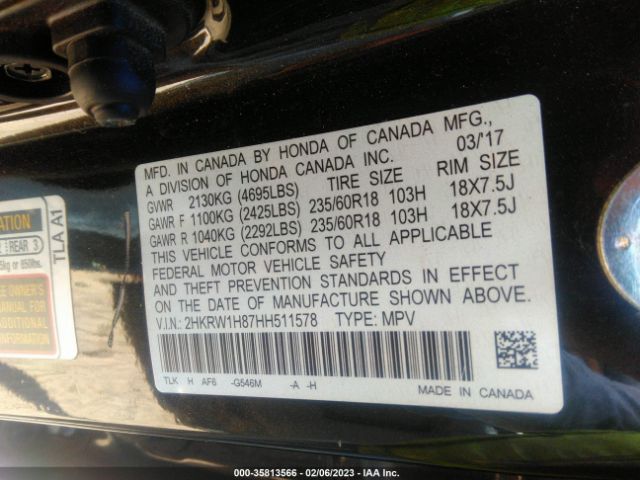 MFD. IN CANADA BY HONDA OF CANADA MFG.,
A DIVISION OF HONDA CANADA INC. 03/'17
GVWR 2130KG (4695LBS) TIRE SIZE RIM SIZE
GAWR F 1100KG (2425LBS) 235/60R18 103H 18X7.5J
GAWR R 1040KG (2292LBS) 235/60R18 103H 18X7.5J
THIS VEHICLE CONFORMS TO ALL APPLICABLE
FEDERAL MOTOR VEHICLE SAFETY
AND THEFT PREVENTION STANDARDS IN EFFECT
ON THE DATE OF MANUFACTURE SHOWN ABOVE.
V.I.N.: 2HKRW1H87HH511578 TYPE: MPV
TLK H AF6 -G546M -A -H
MADE IN CANADA
TLA A1
REAR 3
850lbs.
MANUAL FOR
ADDITIONAL
000-35813566 — 02/06/2023 — IAA Inc.